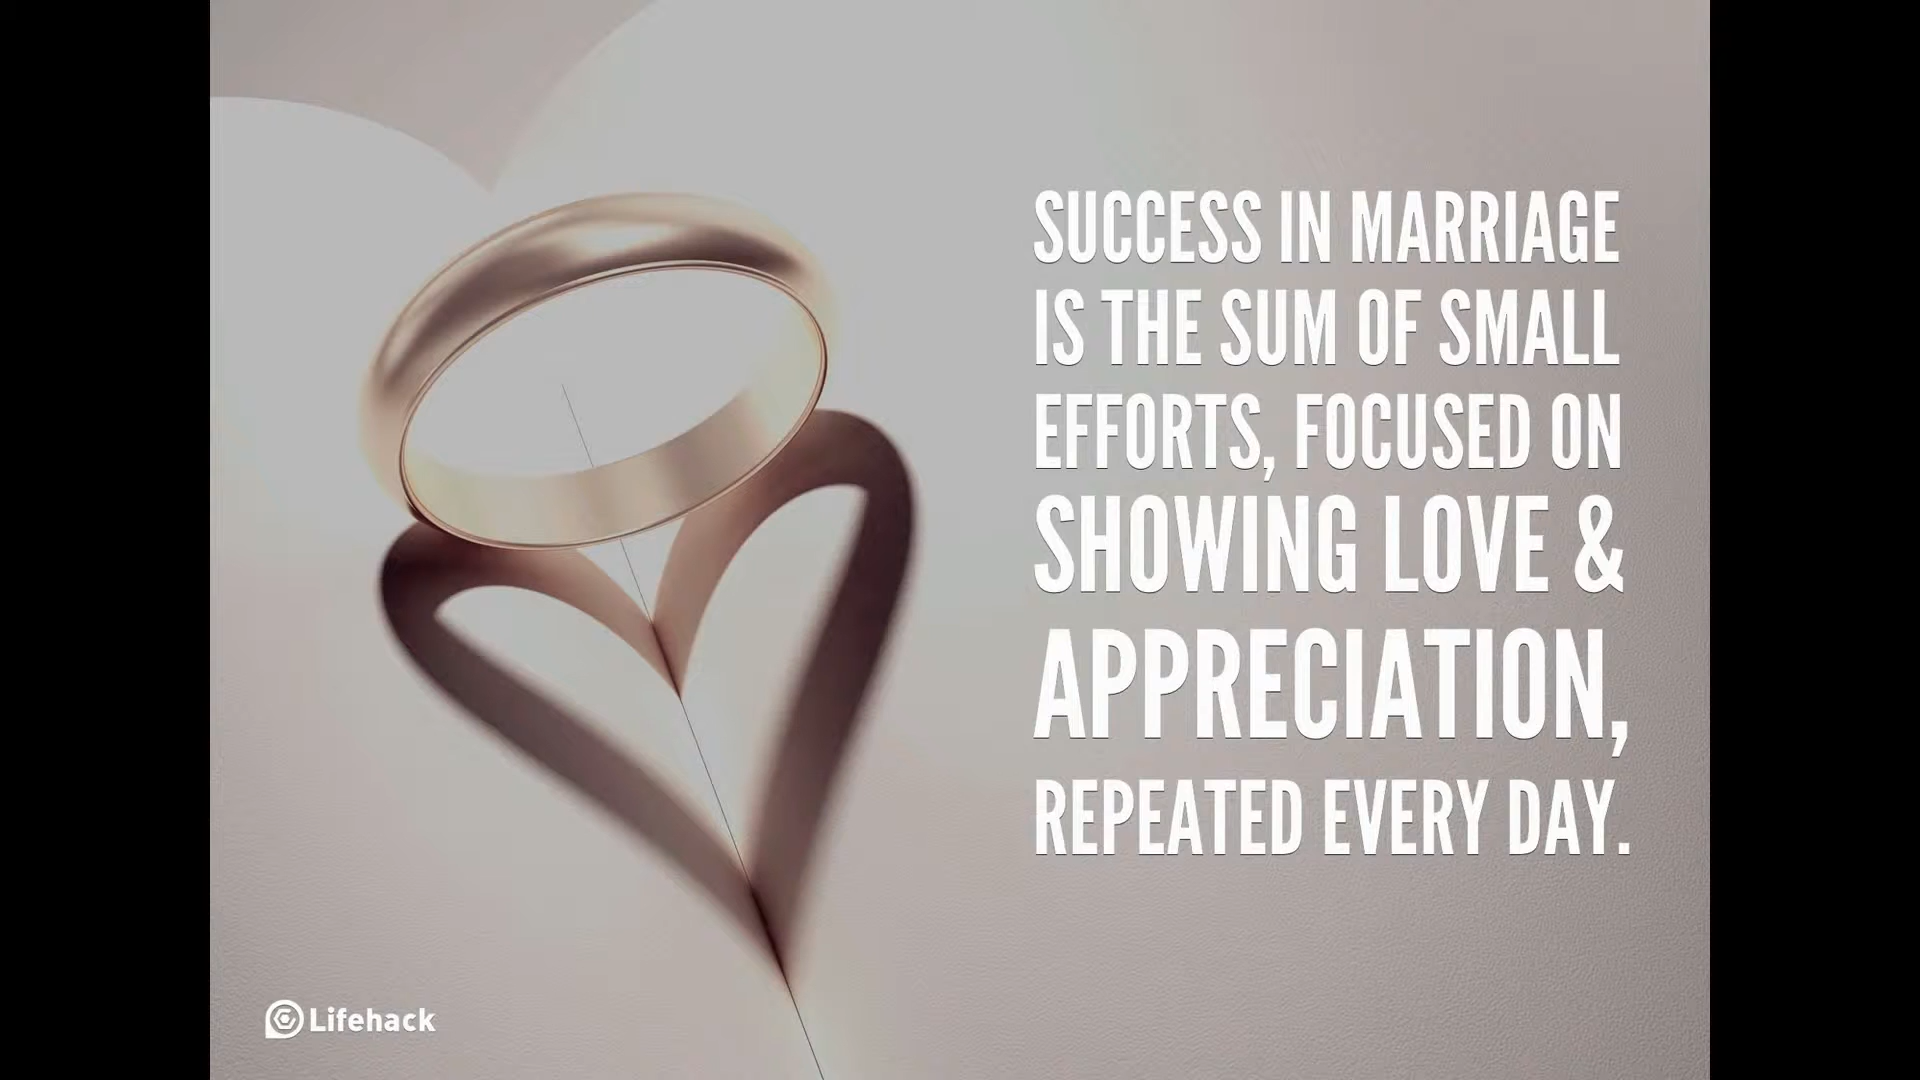 SUCCESS IN MARRIAGE
IS THE SUM OF SMALL
EFFORTS, FOCUSED ON
SHOWING LOVE &
APPRECIATION,
REPEATED EVERY DAY.
Lifehack